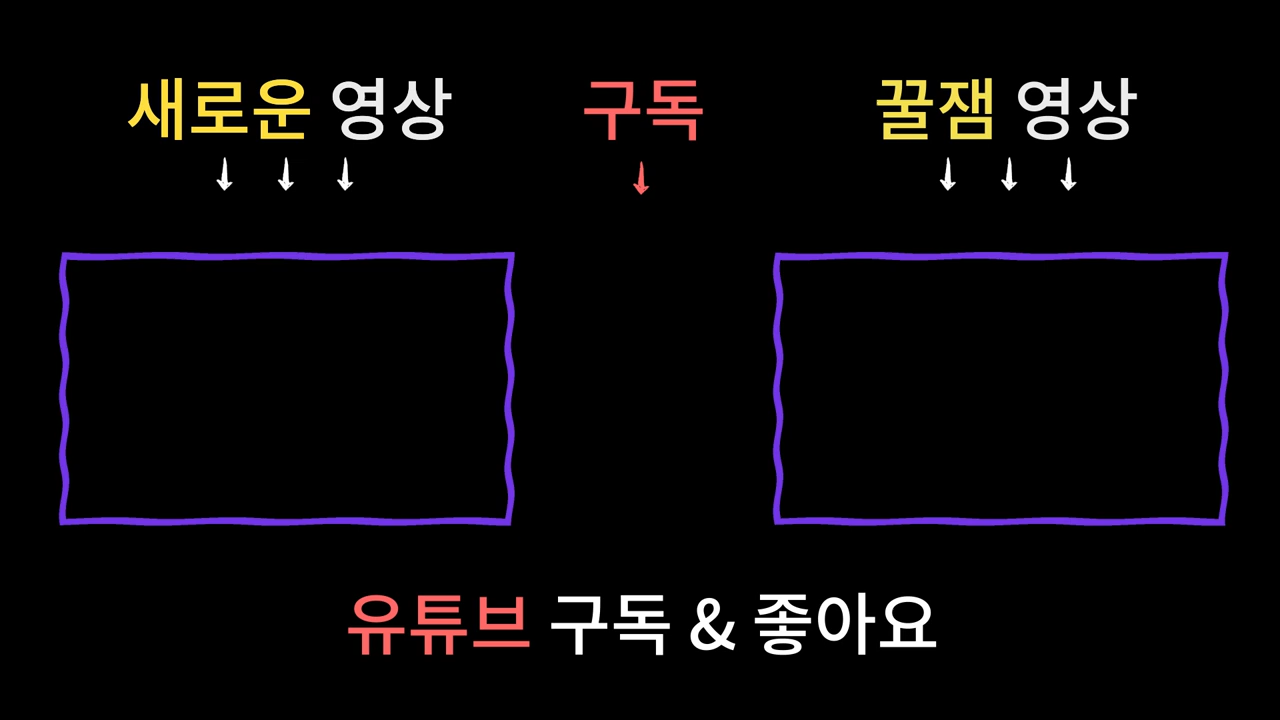 새로운 영상
구독
꿀잼 영상
유튜브 구독 & 좋아요